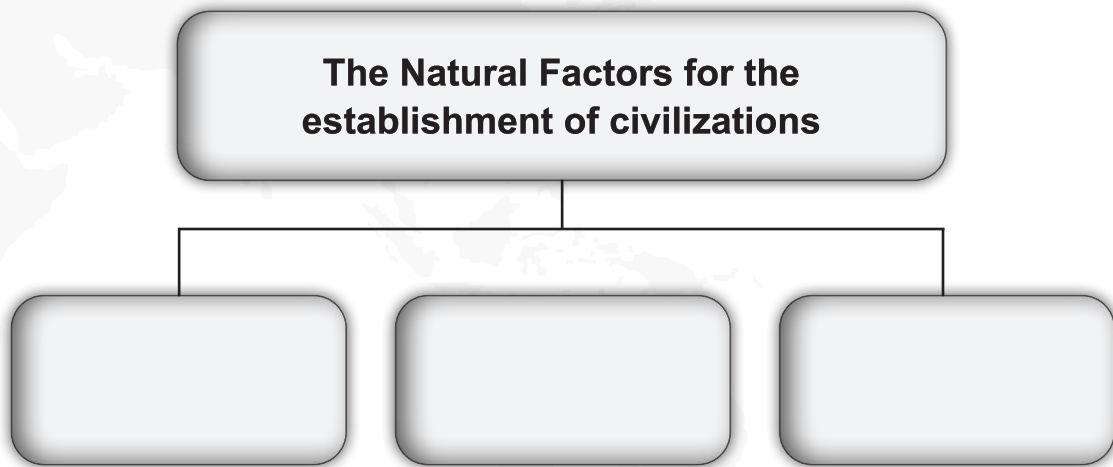 The Natural Factors for the
establishment of civilizations